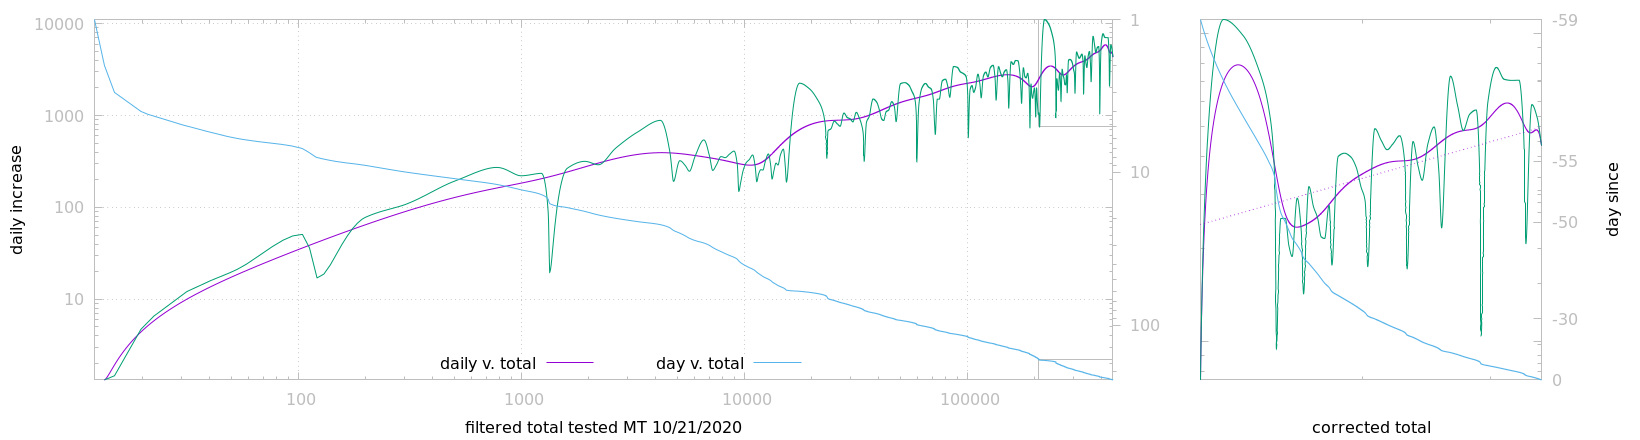 10000
1000
100
10
daily increase
daily v. total
day v. total
100
1000
10000
100000
filtered total tested MT 10/21/2020
1
10
100
-59
-55
-50
-30
0
day since
corrected total